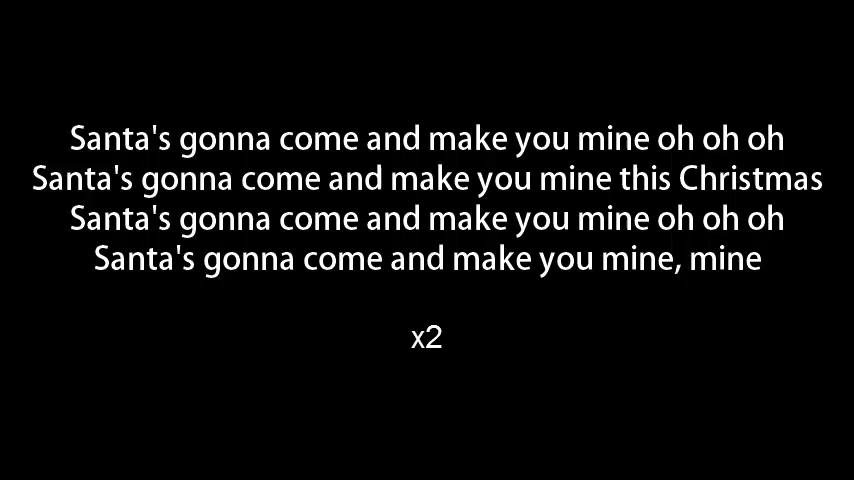 Santa's gonna come and make you mine oh oh oh
Santa's gonna come and make you mine this Christmas
Santa's gonna come and make you mine oh oh oh
Santa's gonna come and make you mine, mine
x2